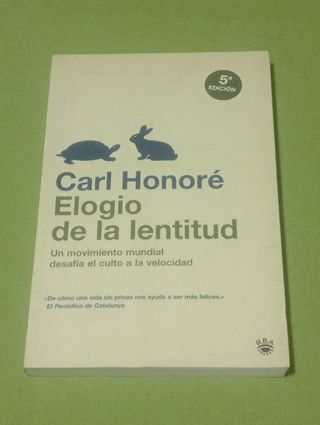 5ª
EDICIÓN
Carl Honoré
Elogio
de la lentitud
Un movimiento mundial
desafía el culto a la velocidad
«De cómo una vida sin prisas nos ayuda a ser más felices.»
El Periódico de Catalunya
RBA